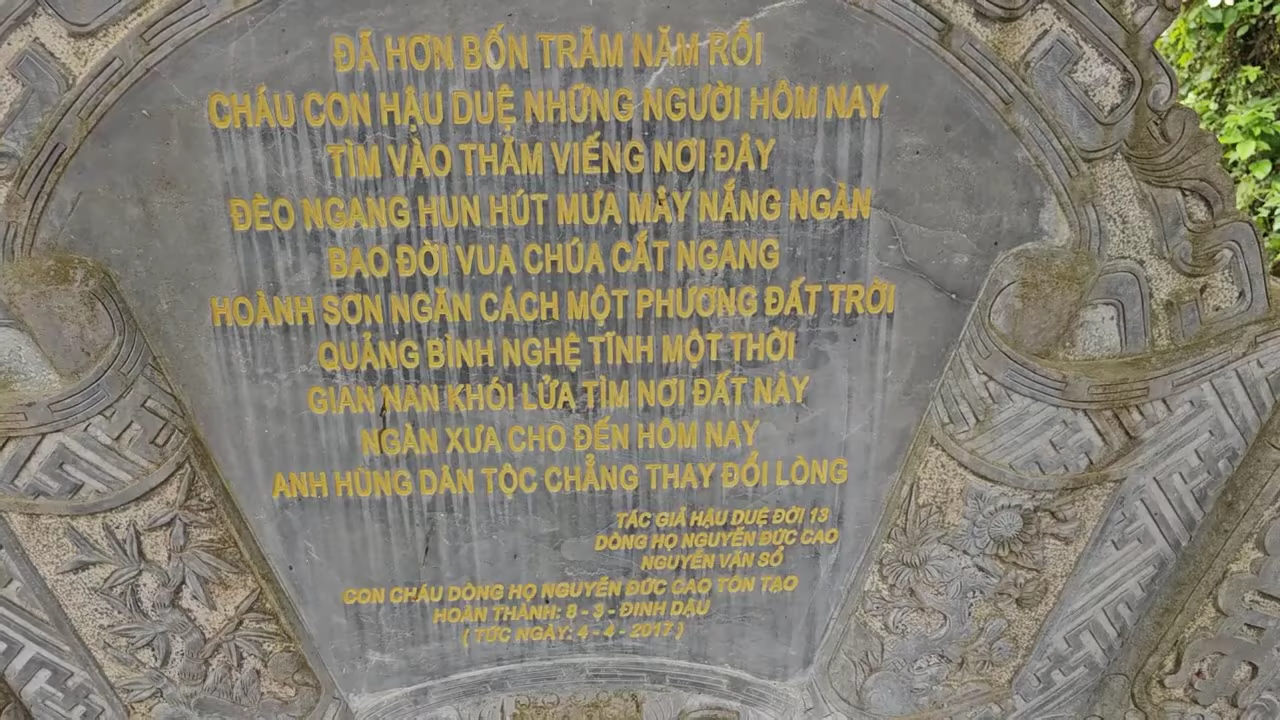 ĐÃ HƠN BỐN TRĂM NĂM RỒI
CHÁU CON HẬU DUỆ NHỮNG NGƯỜI HÔM NAY
TÌM VÀO THĂM VIẾNG NƠI ĐÂY
ĐÈO NGANG HUN HÚT MƯA MÂY NẮNG NGÀN
BAO ĐỜI VUA CHÚA CẮT NGANG
HOÀNH SƠN NGĂN CÁCH MỘT PHƯƠNG ĐẤT TRỜI
QUẢNG BÌNH NGHỆ TĨNH MỘT THỜI
GIAN NAN KHÓI LỬA TÌM NƠI ĐẤT NÀY
NGÀN XƯA CHO ĐẾN HÔM NAY
ANH HÙNG DÂN TỘC CHẲNG THAY ĐỔI LÒNG
TÁC GIẢ HẬU DUỆ ĐỜI 13
DÒNG HỌ NGUYỄN ĐỨC CAO
NGUYỄN VĂN SỔ
CON CHÁU DÒNG HỌ NGUYỄN ĐỨC CAO TÔN TẠO
HOÀN THÀNH: 8 - 3 - ĐINH DẬU
( TỨC NGÀY: 4 - 4 - 2017 )